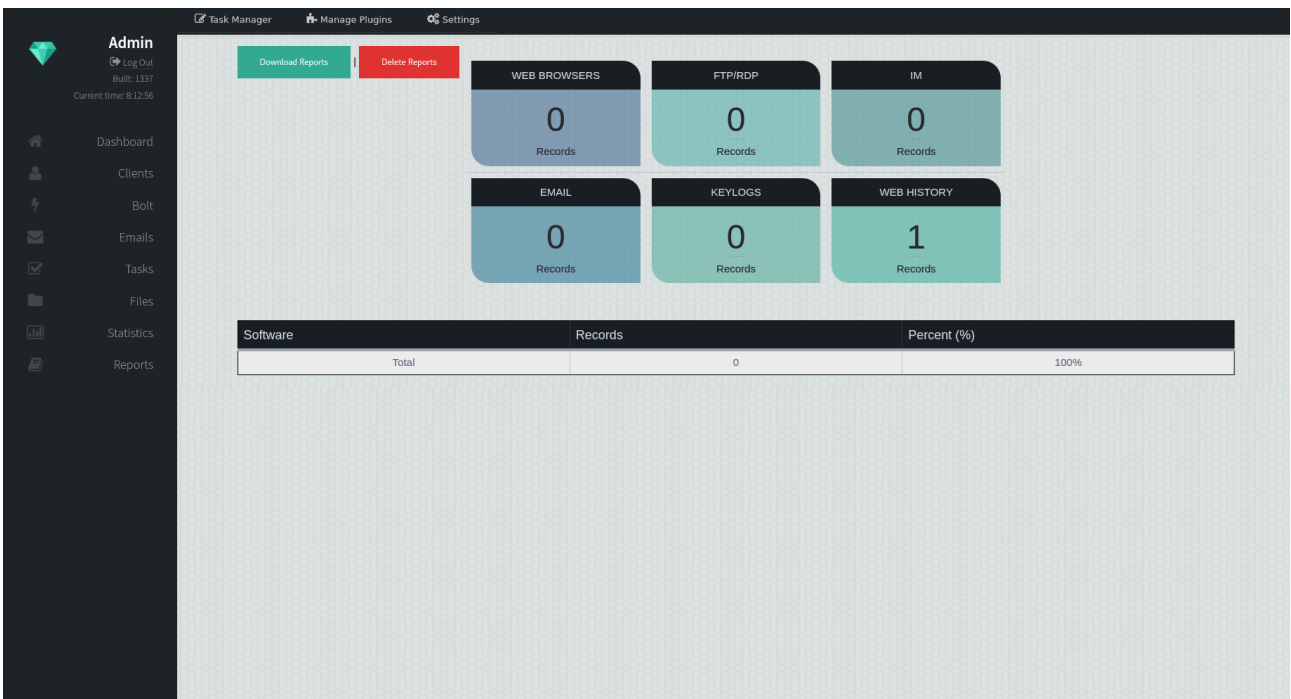 Task Manager Manage Plugins Settings
Admin
Log Out
Built: 1337
Current time: 8:12:56
Dashboard
Clients
Bolt
Emails
Tasks
Files
Statistics
Reports
Download Reports | Delete Reports
WEB BROWSERS FTP/RDP IM
0 0 0
Records Records Records
EMAIL KEYLOGS WEB HISTORY
0 0 1
Records Records Records
Software Records Percent (%)
Total 0 100%